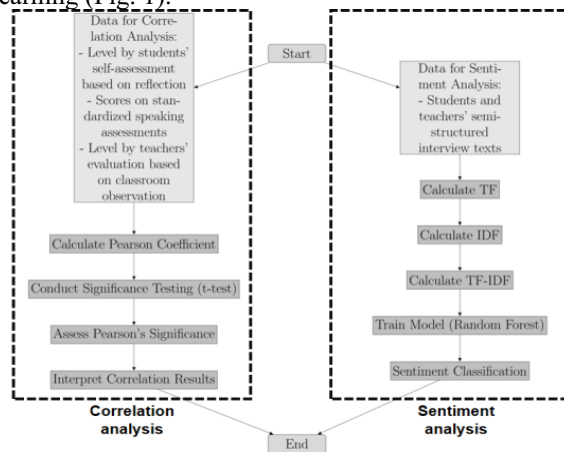 earning (Fig. 1).
Start
Data for Corre-
lation Analysis:
- Level by students'
self-assessment
based on reflection
- Scores on stan-
dardized speaking
assessments
- Level by teachers'
evaluation based
on classroom
observation
Calculate Pearson Coefficient
Conduct Significance Testing (t-test)
Assess Pearson's Significance
Interpret Correlation Results
Correlation
analysis
Data for Senti-
ment Analysis:
- Students and
teachers' semi-
structured
interview texts
Calculate TF
Calculate IDF
Calculate TF-IDF
Train Model (Random Forest)
Sentiment Classification
Sentiment
analysis
End